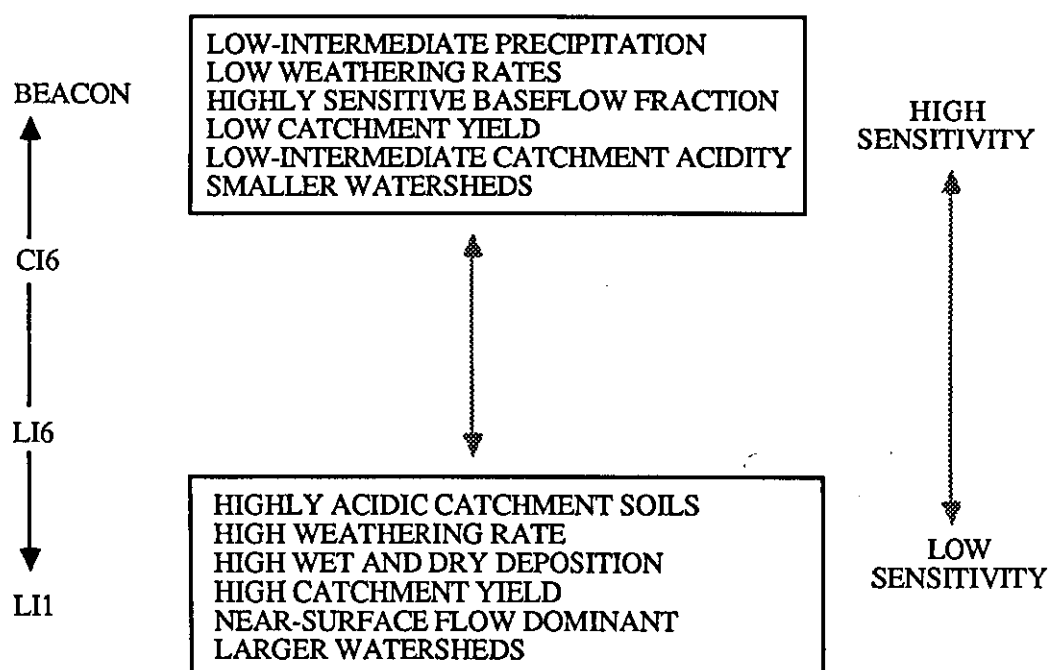 LOW-INTERMEDIATE PRECIPITATION
LOW WEATHERING RATES
HIGHLY SENSITIVE BASEFLOW FRACTION
LOW CATCHMENT YIELD
LOW-INTERMEDIATE CATCHMENT ACIDITY
SMALLER WATERSHEDS
BEACON
CI6
LI6
LI1
HIGH
SENSITIVITY
LOW
SENSITIVITY
HIGHLY ACIDIC CATCHMENT SOILS
HIGH WEATHERING RATE
HIGH WET AND DRY DEPOSITION
HIGH CATCHMENT YIELD
NEAR-SURFACE FLOW DOMINANT
LARGER WATERSHEDS